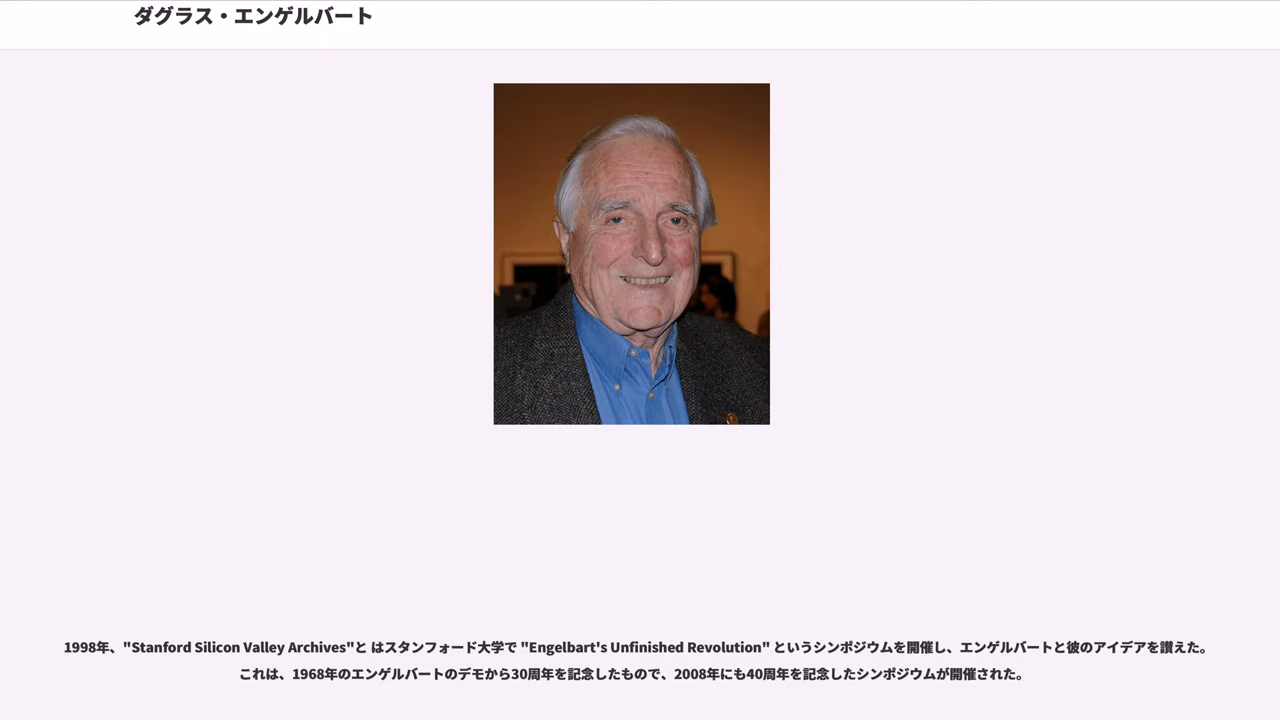 ダグラス・エンゲルバート
1998年、"Stanford Silicon Valley Archives"と はスタンフォード大学で "Engelbart's Unfinished Revolution" というシンポジウムを開催し、エンゲルバートと彼のアイデアを讃えた。
これは、1968年のエンゲルバートのデモから30周年を記念したもので、2008年にも40周年を記念したシンポジウムが開催された。